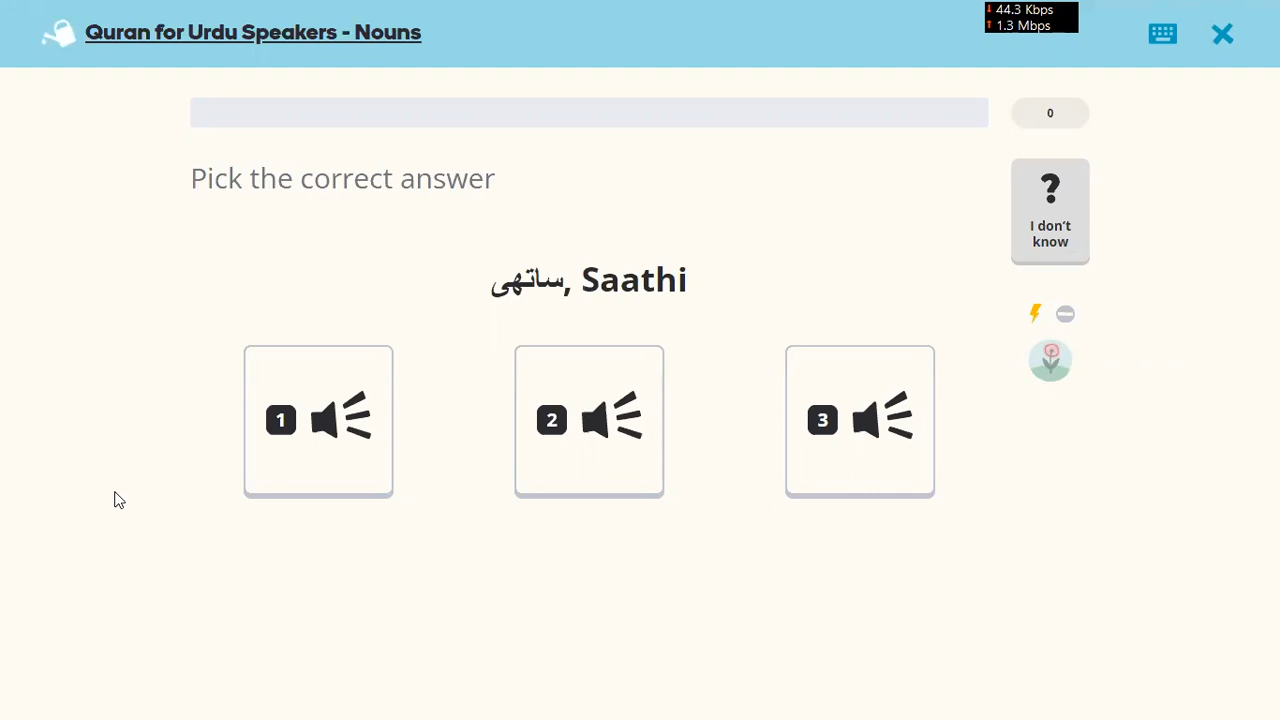 Quran for Urdu Speakers - Nouns
44.3 Kbps
1.3 Mbps
0
Pick the correct answer
?
I don't
know
ساتھی, Saathi
1
2
3